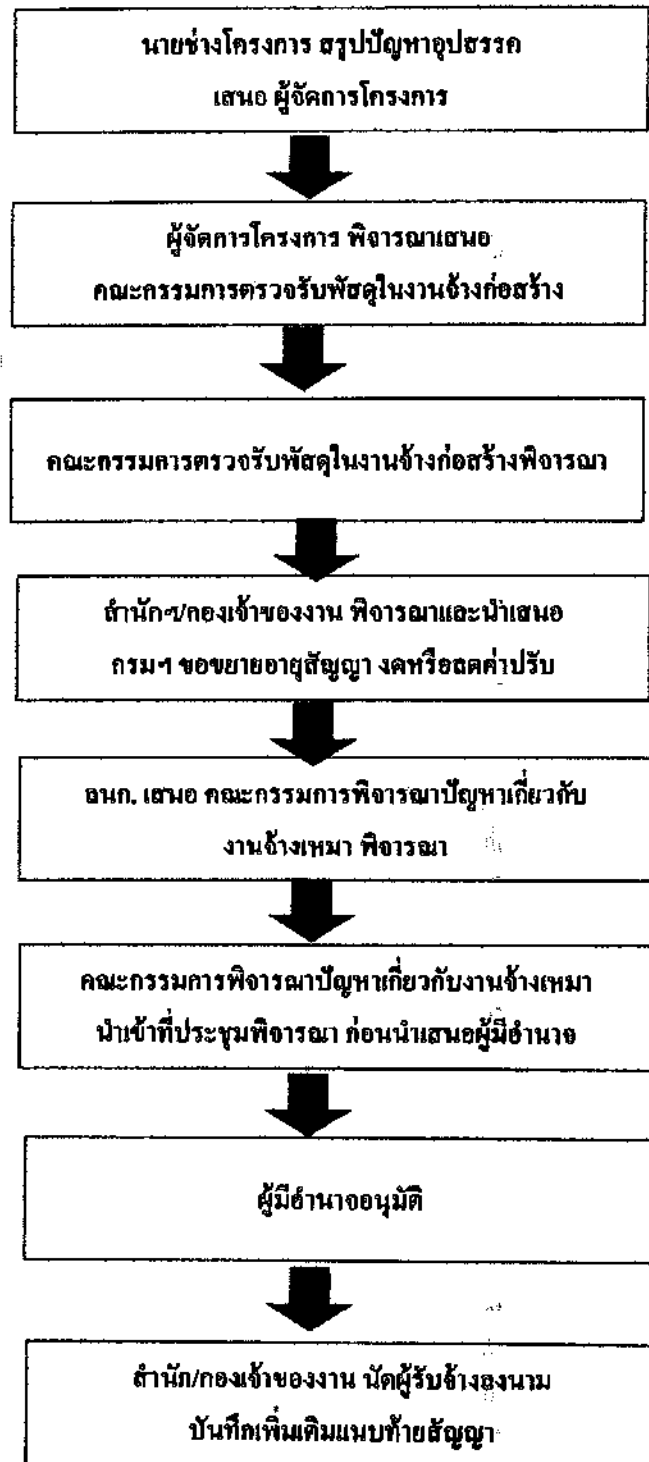 นายช่างโครงการ สรุปปัญหาอุปสรรค
เสนอ ผู้จัดการโครงการ
ผู้จัดการโครงการ พิจารณาเสนอ
คณะกรรมการตรวจรับพัสดุในงานจ้างก่อสร้าง
คณะกรรมการตรวจรับพัสดุในงานจ้างก่อสร้างพิจารณา
สำนักฯ/กองเจ้าของงาน พิจารณาและนำเสนอ
กรมฯ ขอขยายอายุสัญญา งดหรือลดค่าปรับ
ลนก. เสนอ คณะกรรมการพิจารณาปัญหาเกี่ยวกับ
งานจ้างเหมา พิจารณา
คณะกรรมการพิจารณาปัญหาเกี่ยวกับงานจ้างเหมา
นำเข้าที่ประชุมพิจารณา ก่อนนำเสนอผู้มีอำนาจ
ผู้มีอำนาจอนุมัติ
สำนัก/กองเจ้าของงาน นัดผู้รับจ้างลงนาม
บันทึกเพิ่มเติมแนบท้ายสัญญา